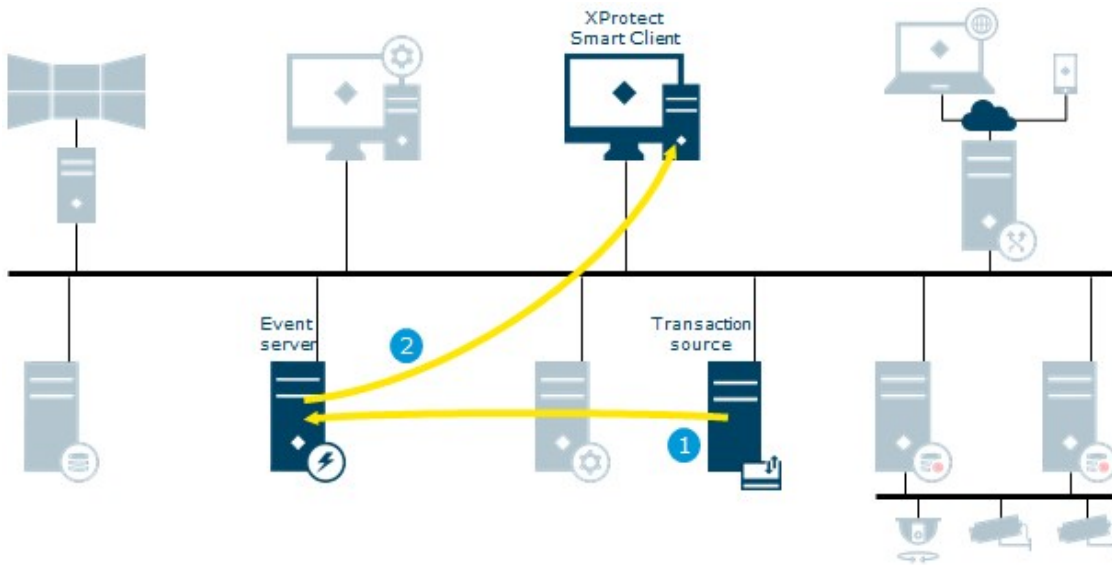 XProtect
Smart Client
Event
server
2
Transaction
source
1